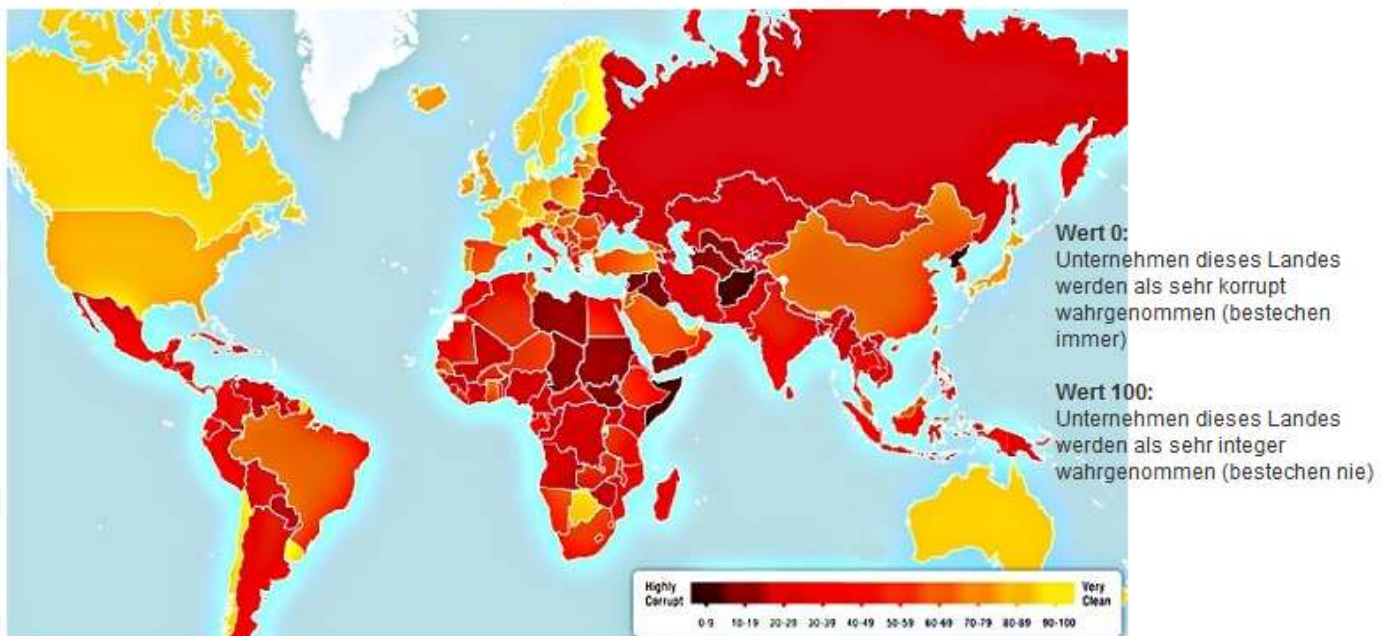 Wert 0:
Unternehmen dieses Landes
werden als sehr korrupt
wahrgenommen (bestechen
immer)
Wert 100:
Unternehmen dieses Landes
werden als sehr integer
wahrgenommen (bestechen nie)
Highly
Corrupt
0-9 10-19 20-29 30-39 40-49 50-59 60-69 70-79 80-89 90-100
Very
Clean